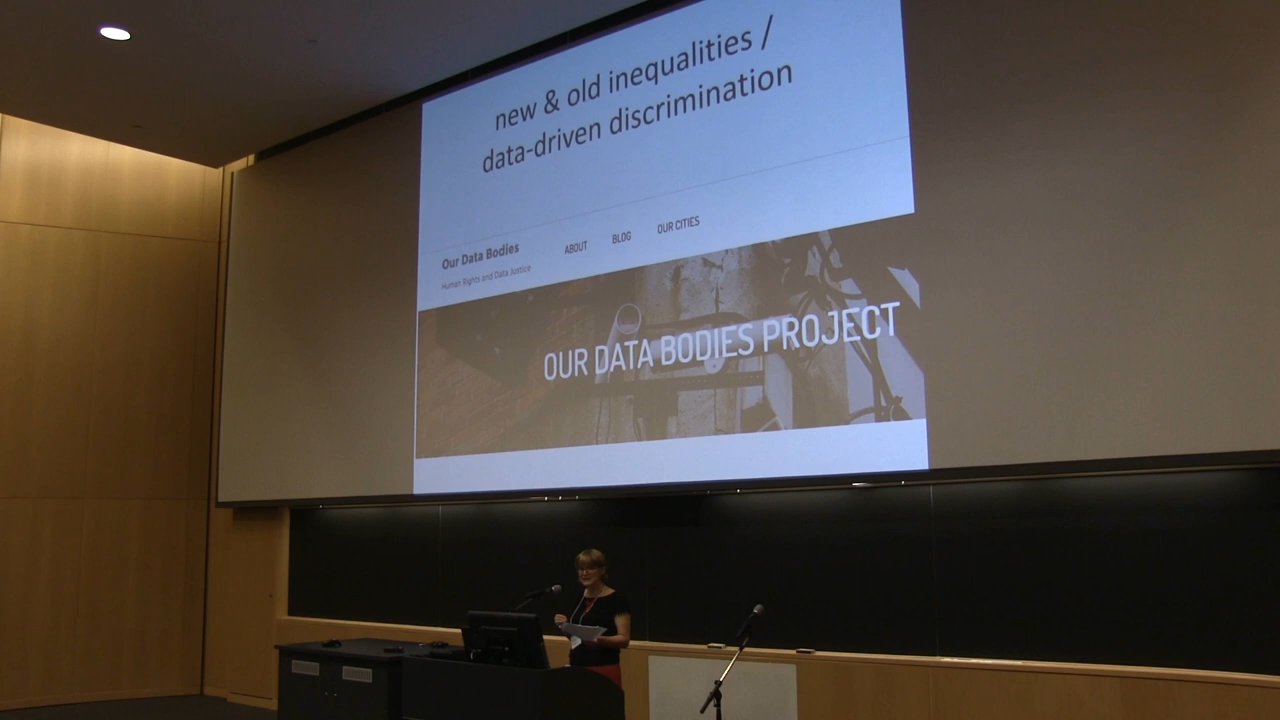 new & old inequalities /
data-driven discrimination
Our Data Bodies
Human Rights and Data Justice
ABOUT BLOG OUR CITIES
OUR DATA BODIES PROJECT